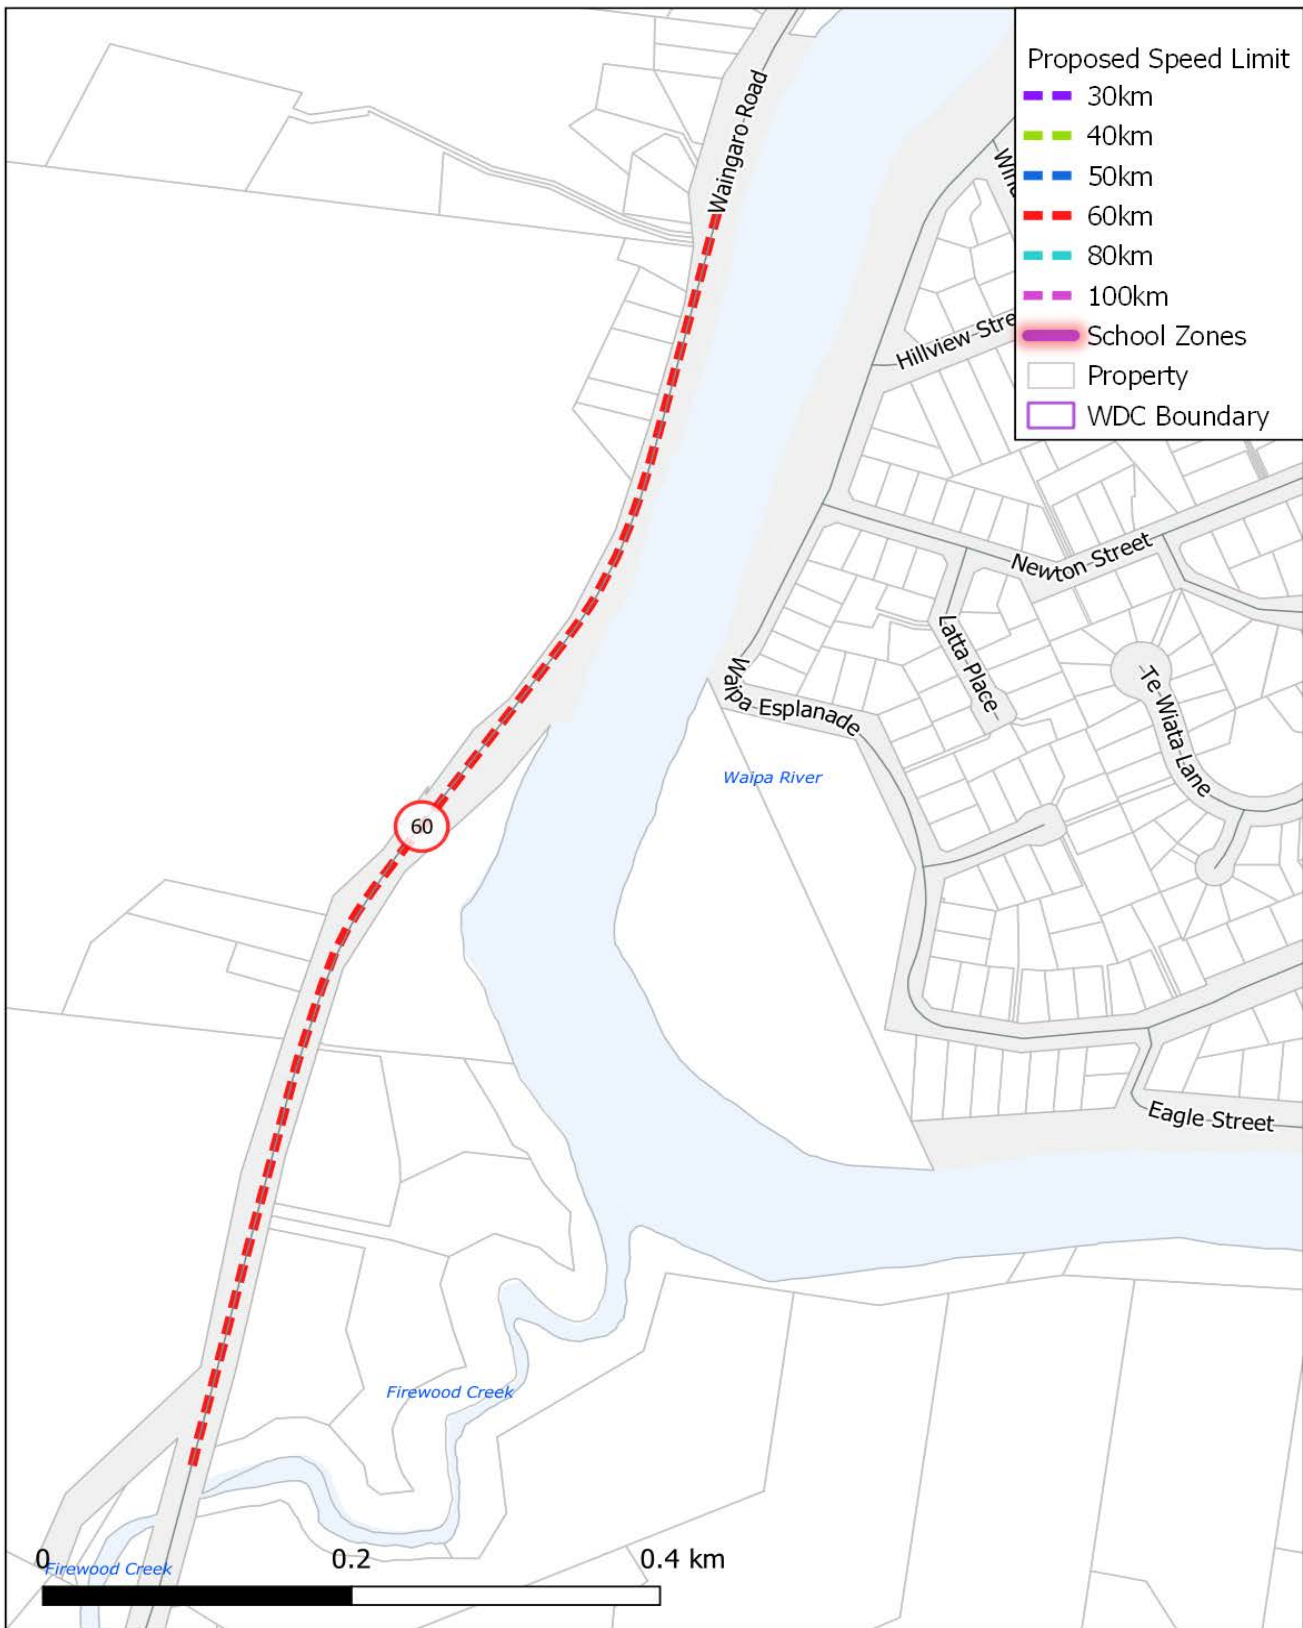 Proposed Speed Limit
30km
40km
50km
60km
80km
100km
School Zones
Property
WDC Boundary
Waingaro Road
Hillview Stre
Newton Street
Latta Place
Te Wiata Lane
Waipa Esplanade
Waipa River
60
Eagle Street
Firewood Creek
0 0.2 0.4 km
Firewood Creek